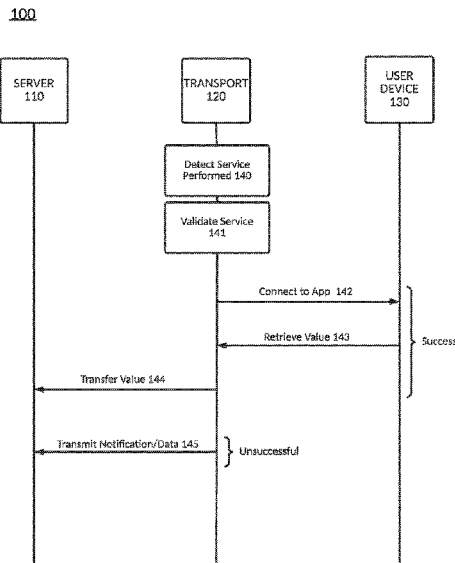 100
SERVER
110
TRANSPORT
120
USER
DEVICE
130
Detect Service
Performed 140
Validate Service
141
Connect to App 142
Retrieve Value 143
Success
Transfer Value 144
Transmit Notification/Data 145
Unsuccessful